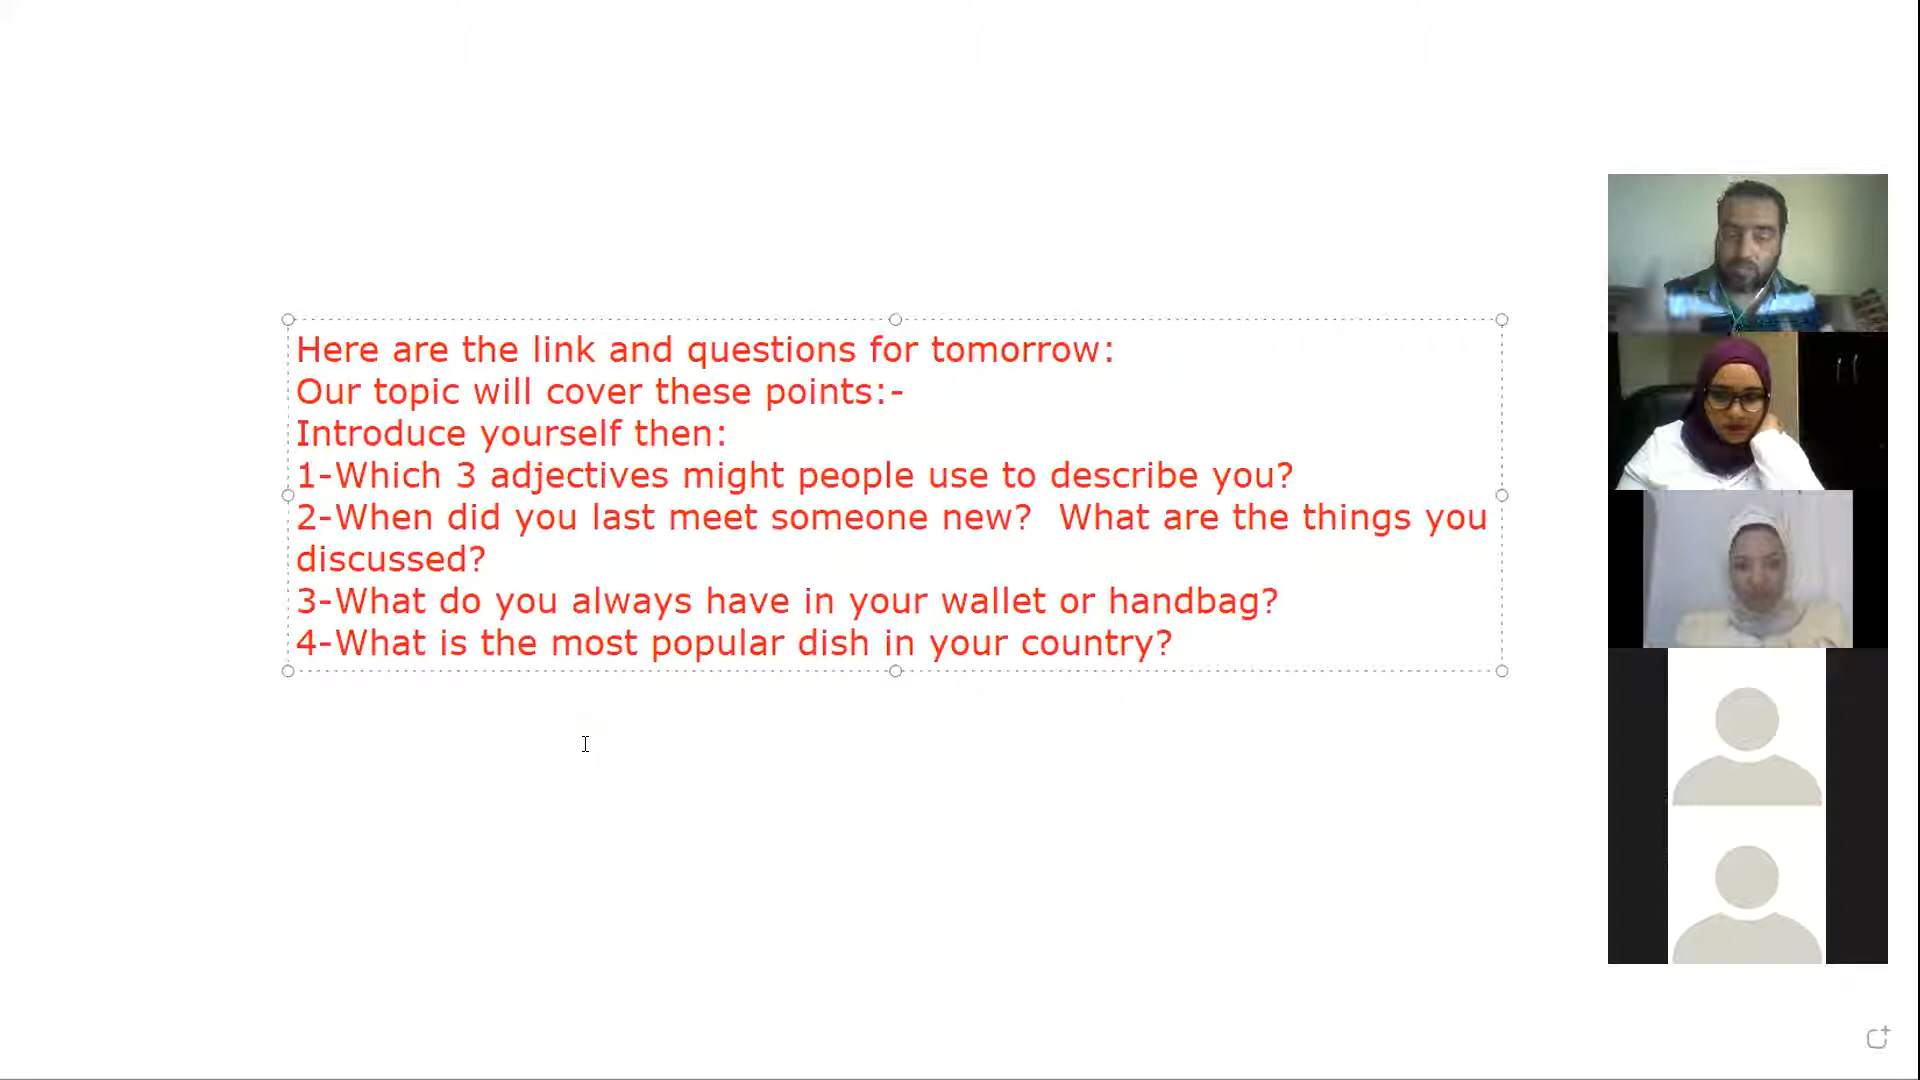 Here are the link and questions for tomorrow:
Our topic will cover these points:-
Introduce yourself then:
1-Which 3 adjectives might people use to describe you?
2-When did you last meet someone new?  What are the things you
discussed?
3-What do you always have in your wallet or handbag?
4-What is the most popular dish in your country?